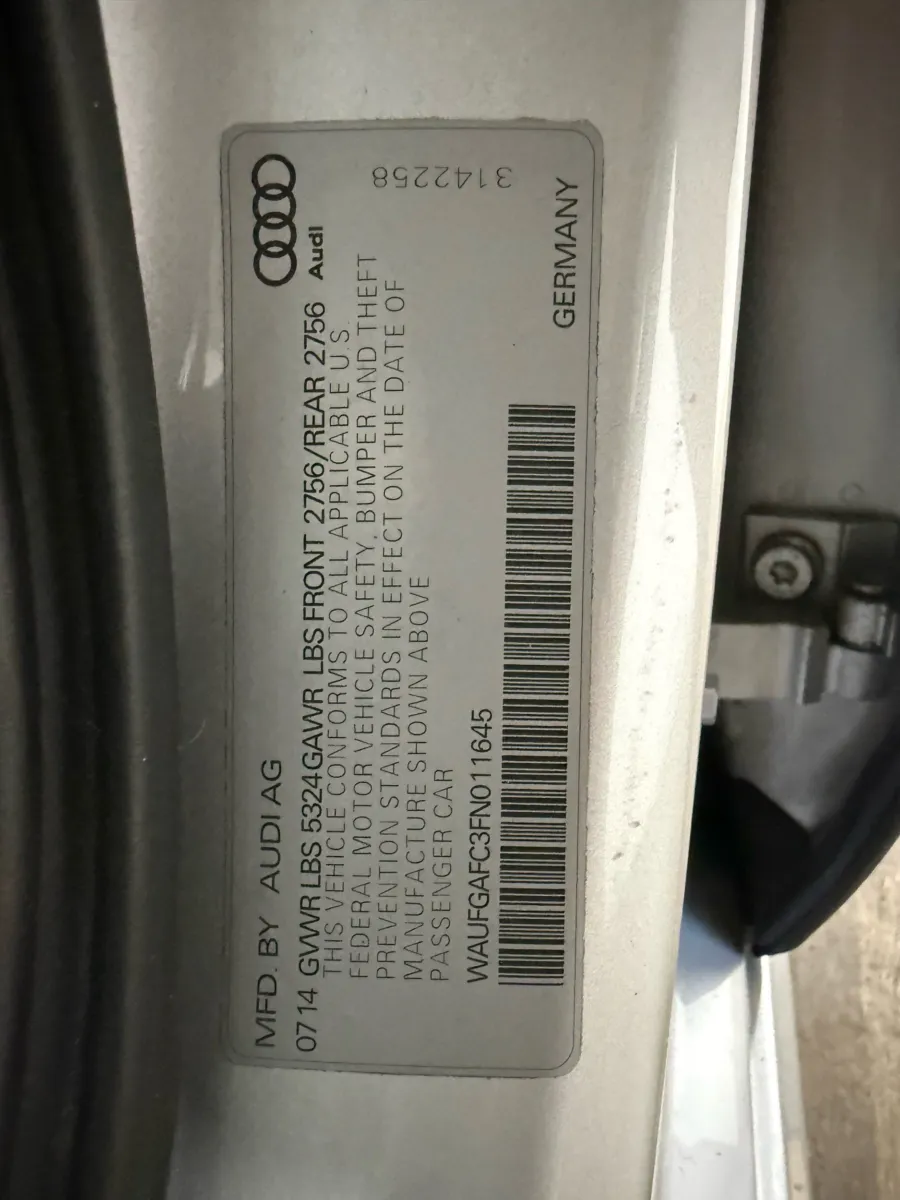 MFD. BY AUDI AG
Audi
0714 GVWR LBS 5324 GAWR LBS FRONT 2756/REAR 2756
THIS VEHICLE CONFORMS TO ALL APPLICABLE U.S.
FEDERAL MOTOR VEHICLE SAFETY, BUMPER AND THEFT
PREVENTION STANDARDS IN EFFECT ON THE DATE OF
MANUFACTURE SHOWN ABOVE
PASSENGER CAR
3142258
WAUFGAFC3FN011645
GERMANY